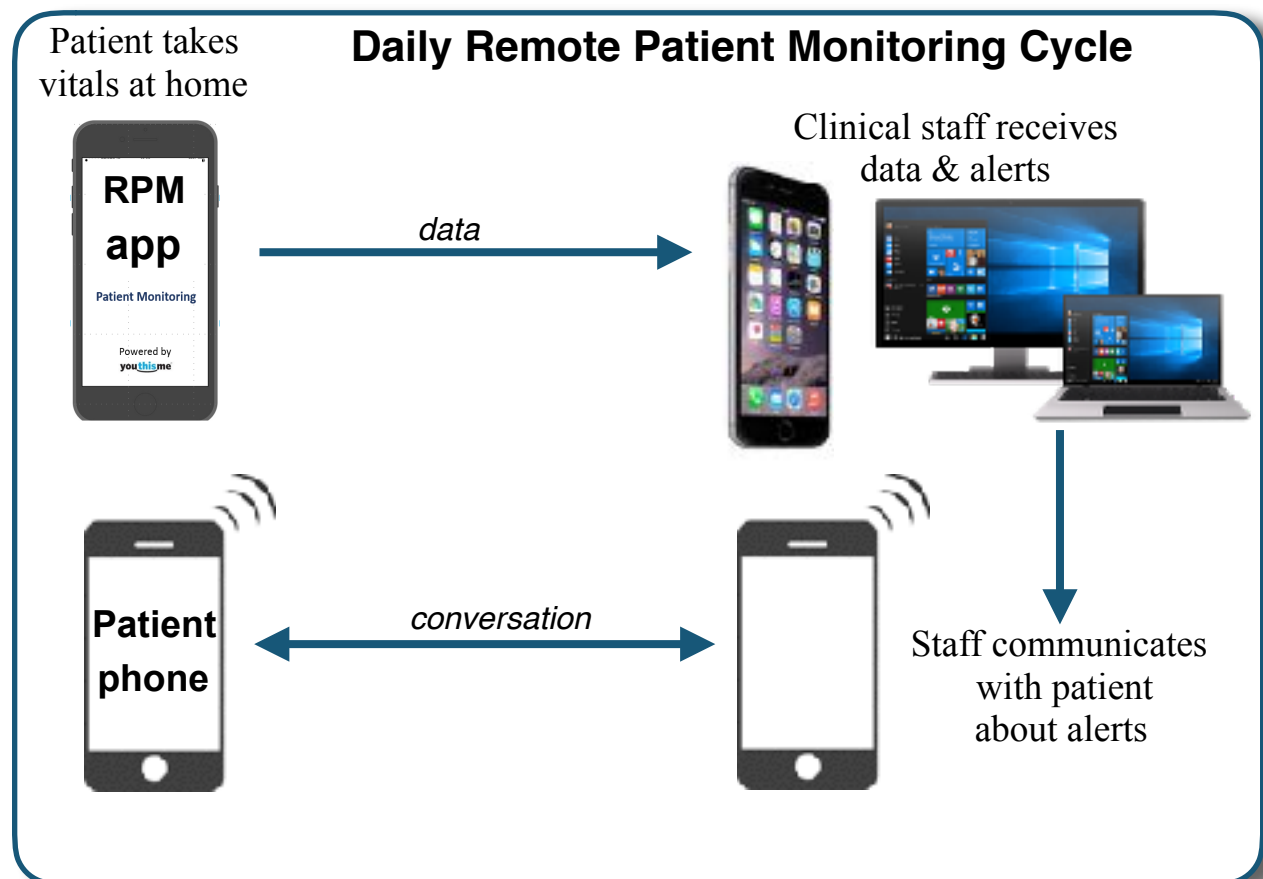 Patient takes
vitals at home
Daily Remote Patient Monitoring Cycle
RPM
app
Patient Monitoring
Powered by
youthisme
data
Clinical staff receives
data & alerts
Patient
phone
conversation
Staff communicates
with patient
about alerts